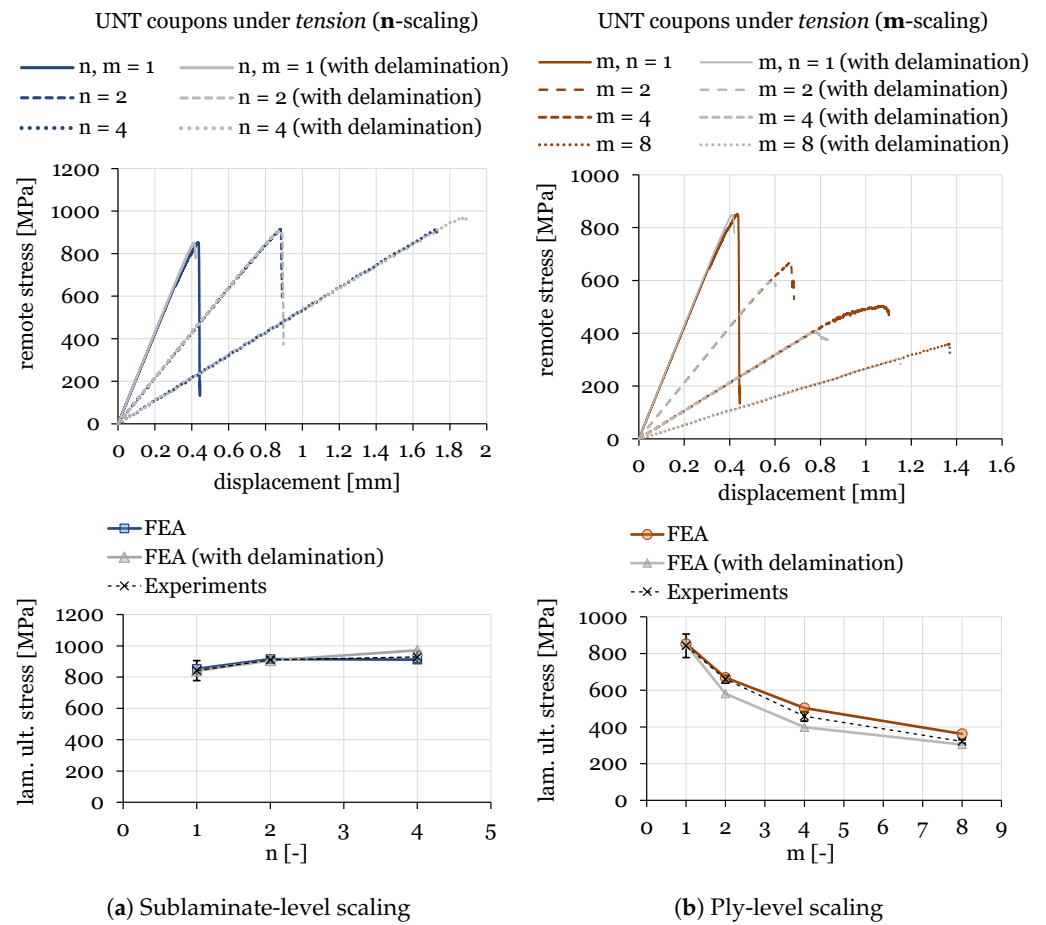 UNT coupons under tension (n-scaling)
n, m = 1
n, m = 1 (with delamination)
n = 2
n = 2 (with delamination)
n = 4
n = 4 (with delamination)
remote stress [MPa]
1200
1000
800
600
400
200
0
0 0.2 0.4 0.6 0.8 1 1.2 1.4 1.6 1.8 2
displacement [mm]
FEA
FEA (with delamination)
Experiments
lam. ult. stress [MPa]
1200
1000
800
600
400
200
0
0 1 2 3 4 5
n [-]
(a) Sublaminate-level scaling
UNT coupons under tension (m-scaling)
m, n = 1
m, n = 1 (with delamination)
m = 2
m = 2 (with delamination)
m = 4
m = 4 (with delamination)
m = 8
m = 8 (with delamination)
remote stress [MPa]
1000
800
600
400
200
0
0 0.2 0.4 0.6 0.8 1 1.2 1.4 1.6
displacement [mm]
FEA
FEA (with delamination)
Experiments
lam. ult. stress [MPa]
1000
800
600
400
200
0
0 1 2 3 4 5 6 7 8 9
m [-]
(b) Ply-level scaling